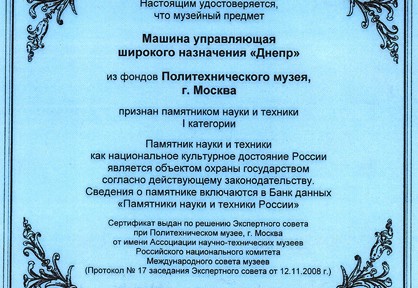 Настоящим удостоверяется,
что музейный предмет
Машина управляющая
широкого назначения «Днепр»
из фондов Политехнического музея,
г. Москва
признан памятником науки и техники
I категории
Памятник науки и техники
как национальное культурное достояние России
является объектом охраны государством
согласно действующему законодательству.
Сведения о памятнике включаются в Банк данных
«Памятники науки и техники России»
Сертификат выдан по решению Экспертного совета
при Политехническом музее, г. Москва
от имени Ассоциации научно-технических музеев
Российского национального комитета
Международного совета музеев
(Протокол № 17 заседания Экспертного совета от 12.11.2008 г.)